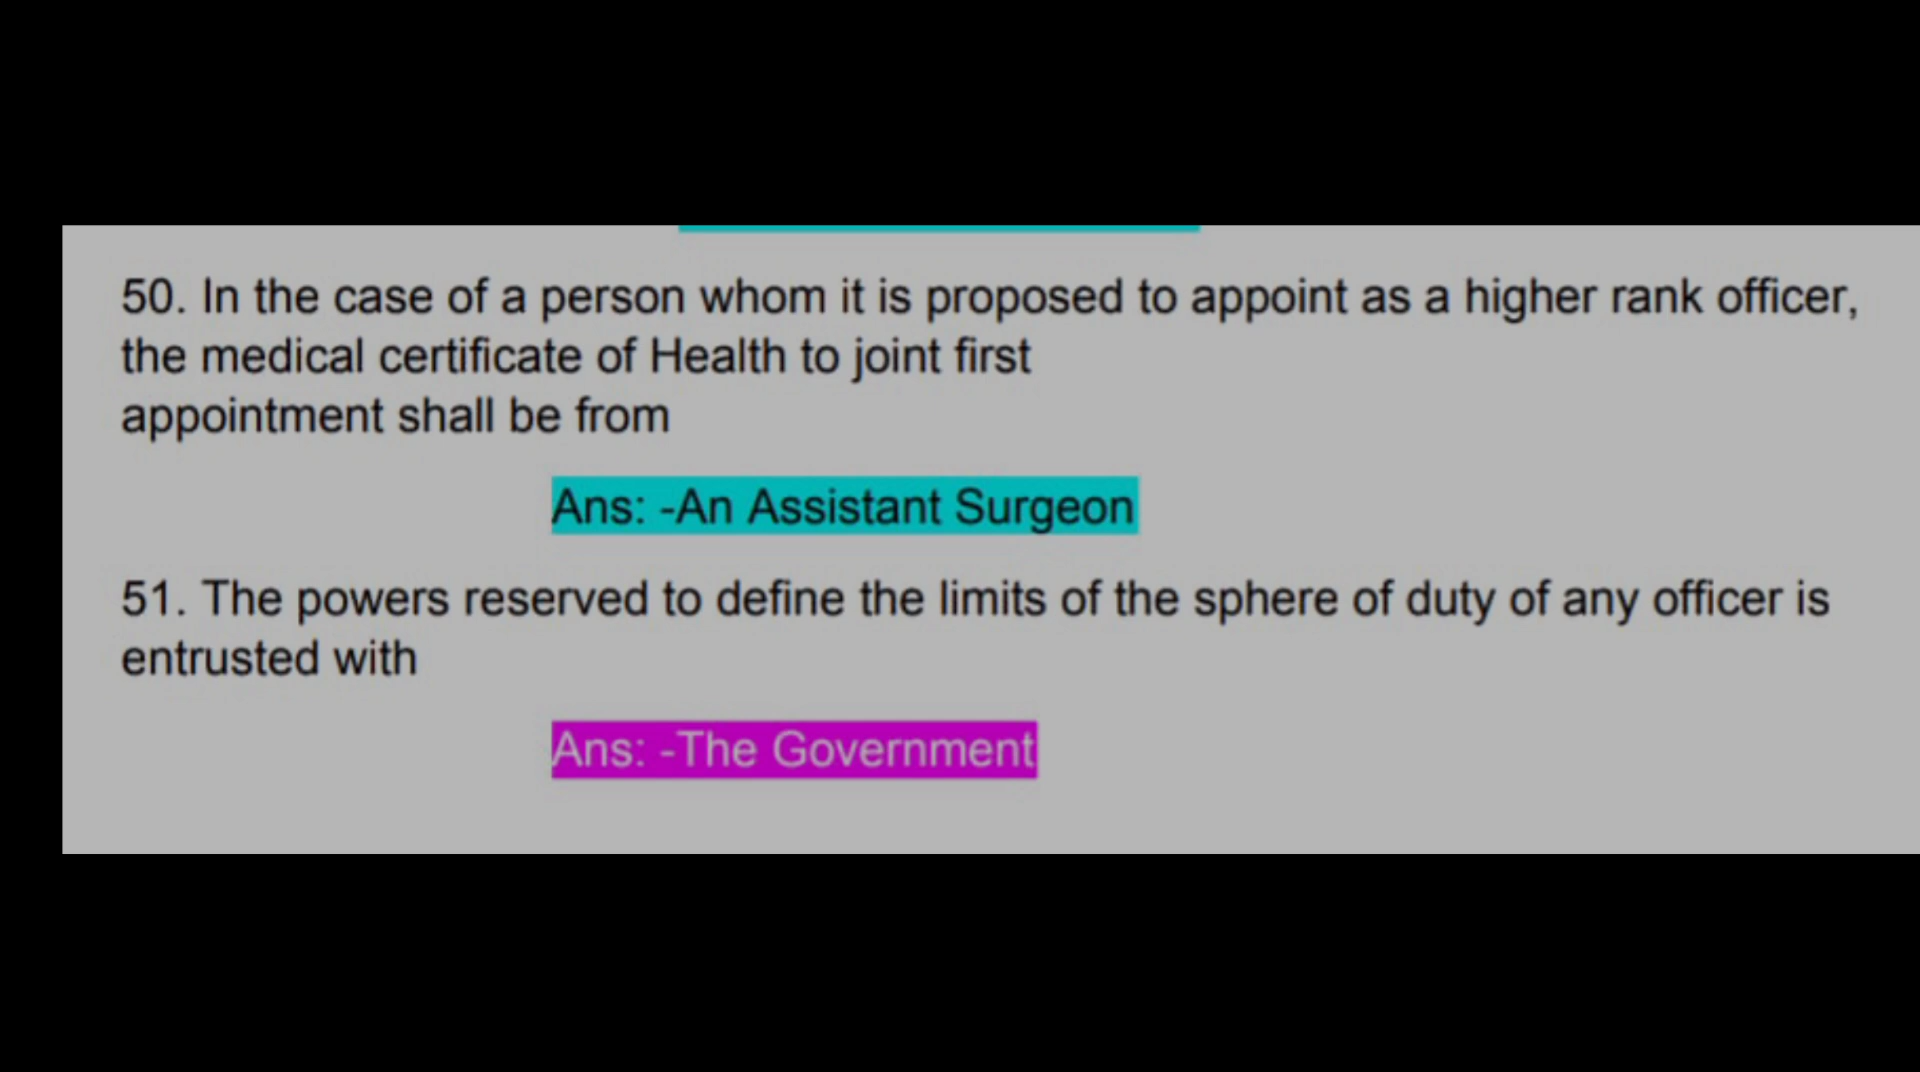 50. In the case of a person whom it is proposed to appoint as a higher rank officer,
the medical certificate of Health to joint first
appointment shall be from
Ans: -An Assistant Surgeon
51. The powers reserved to define the limits of the sphere of duty of any officer is
entrusted with
Ans: -The Government